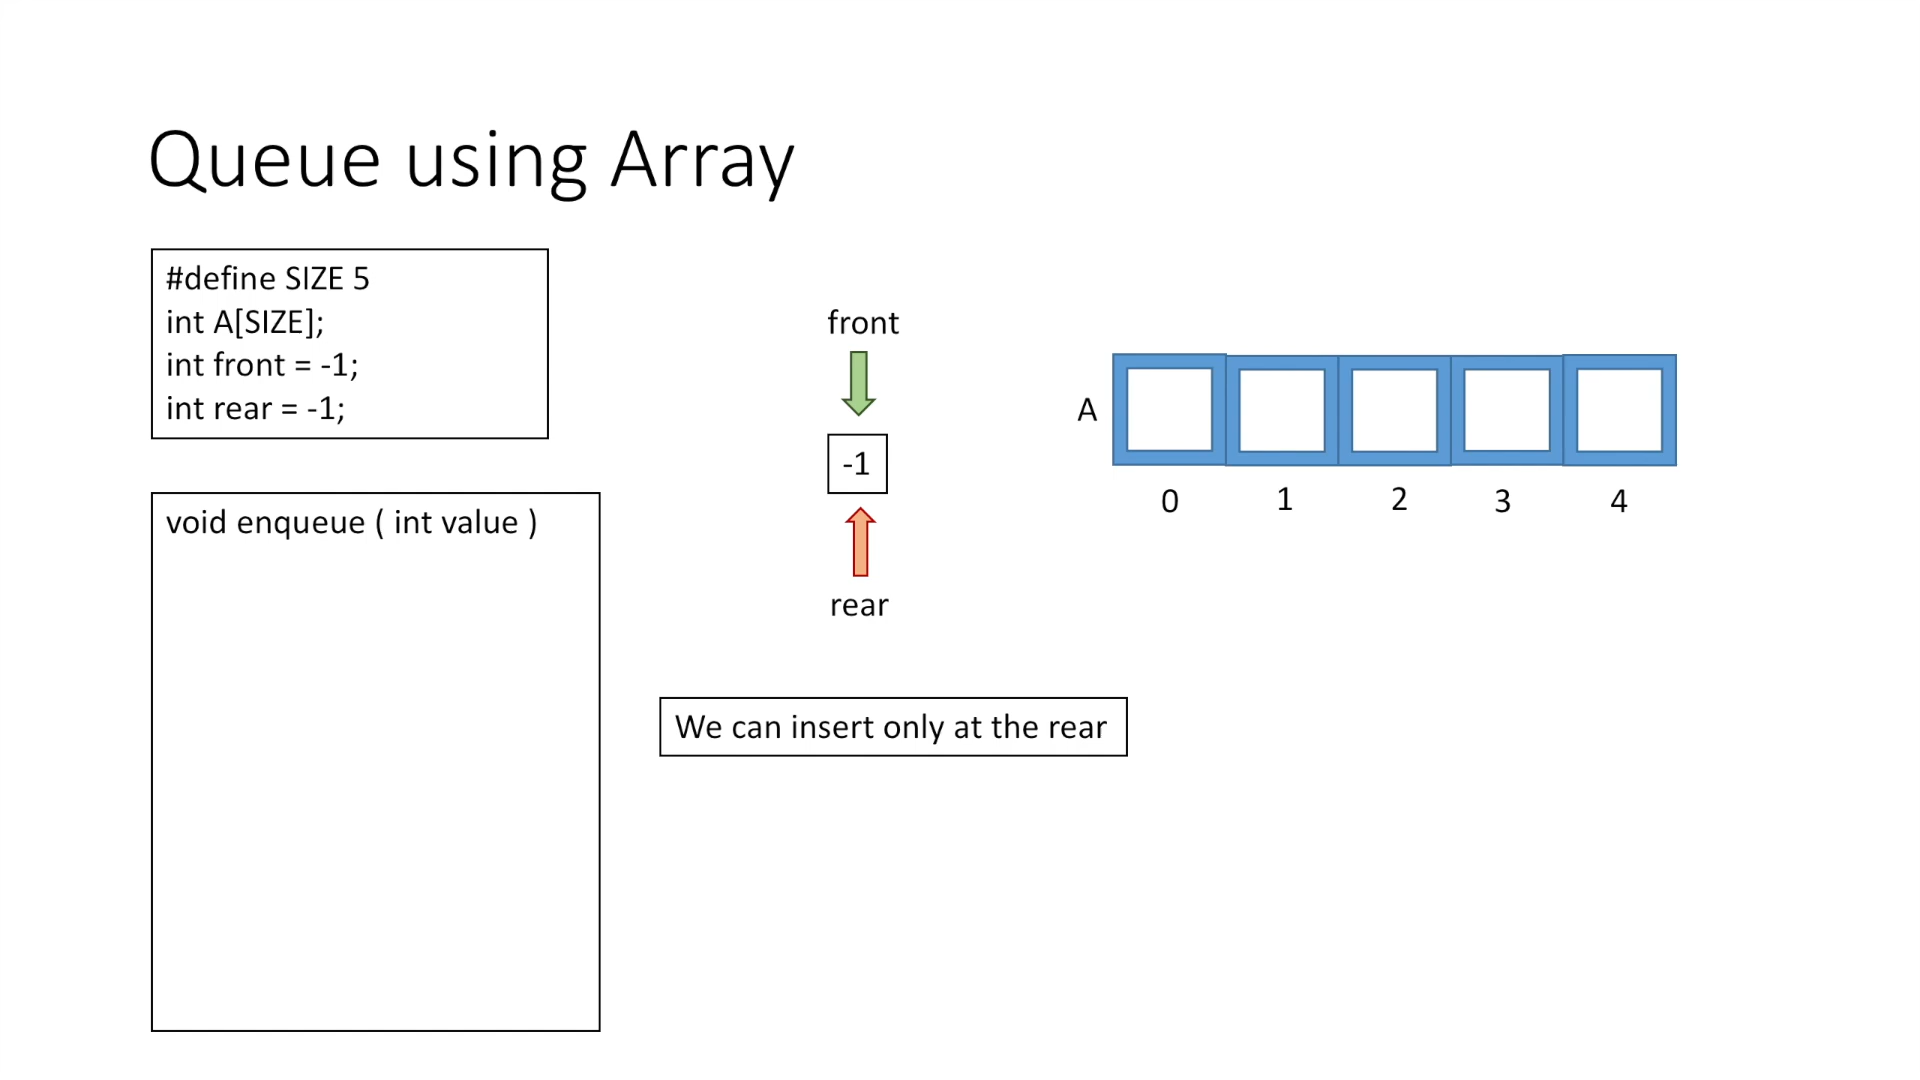 Queue using Array
#define SIZE 5
int A[SIZE];
int front = -1;
int rear = -1;
void enqueue ( int value )
front
-1
rear
A
0 1 2 3 4
We can insert only at the rear